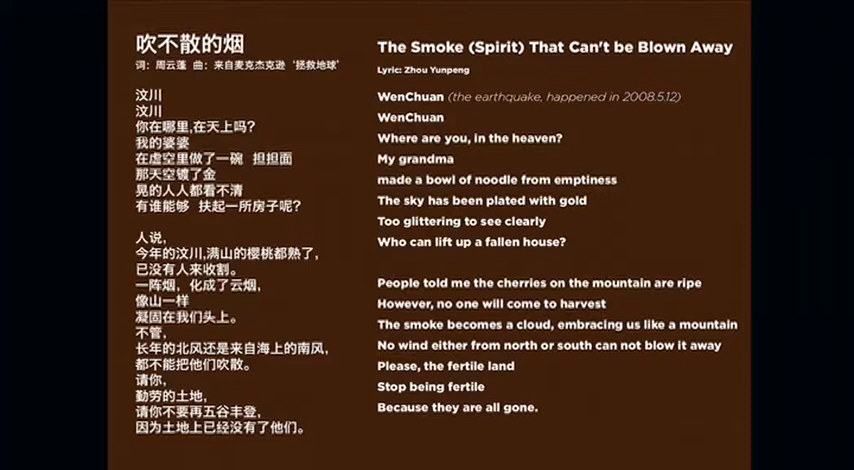 吹不散的烟
词：周云蓬 曲：来自麦克杰克逊‘拯救地球’
汶川
汶川
你在哪里,在天上吗？
我的婆婆
在虚空里做了一碗 担担面
那天空镀了金
晃的人人都看不清
有谁能够 扶起一所房子呢？
人说，
今年的汶川,满山的樱桃都熟了，
已没有人来收割。
一阵烟，化成了云烟，
像山一样
凝固在我们头上。
不管，
长年的北风还是来自海上的南风，
都不能把他们吹散。
请你，
勤劳的土地，
请你不要再五谷丰登，
因为土地上已经没有了他们。
The Smoke (Spirit) That Can't be Blown Away
Lyric: Zhou Yunpeng
WenChuan (the earthquake, happened in 2008.5.12)
WenChuan
Where are you, in the heaven?
My grandma
made a bowl of noodle from emptiness
The sky has been plated with gold
Too glittering to see clearly
Who can lift up a fallen house?
People told me the cherries on the mountain are ripe
However, no one will come to harvest
The smoke becomes a cloud, embracing us like a mountain
No wind either from north or south can not blow it away
Please, the fertile land
Stop being fertile
Because they are all gone.